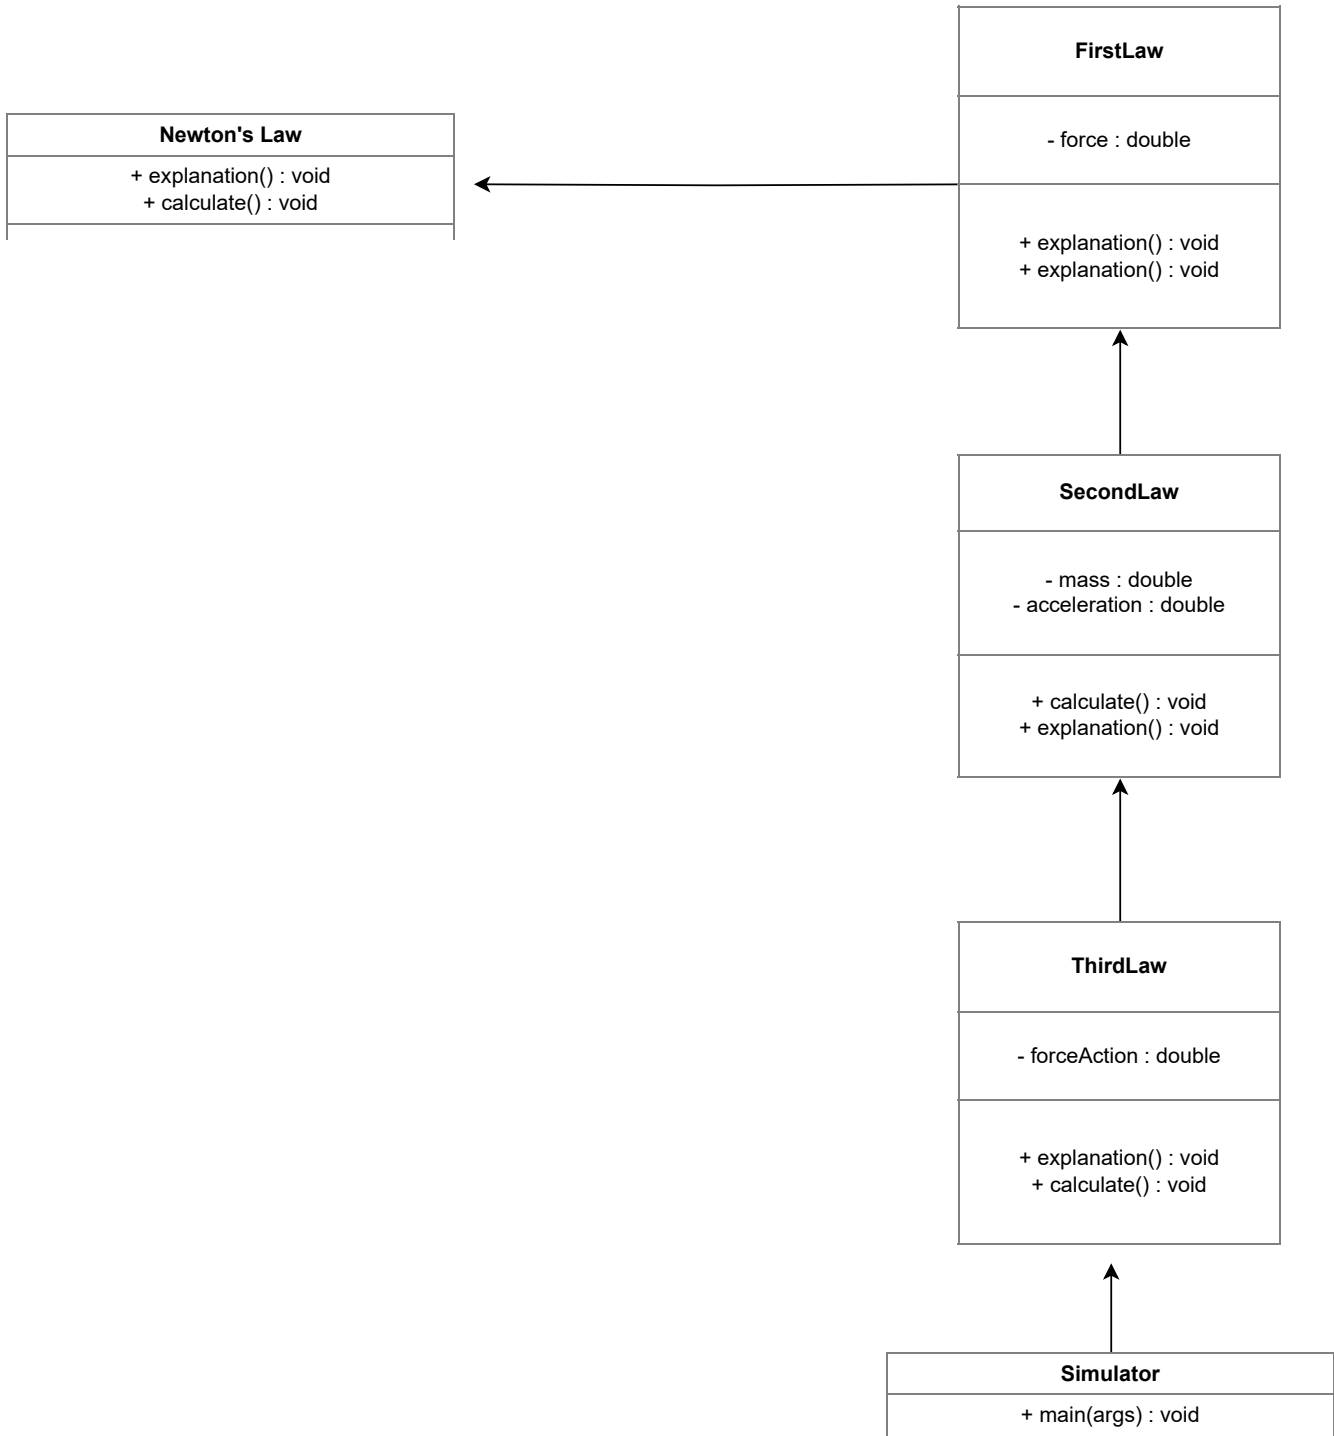 FirstLaw
- force : double
+ explanation() : void
+ explanation() : void
Newton's Law
+ explanation() : void
+ calculate() : void
SecondLaw
- mass : double
- acceleration : double
+ calculate() : void
+ explanation() : void
ThirdLaw
- forceAction : double
+ explanation() : void
+ calculate() : void
Simulator
+ main(args) : void